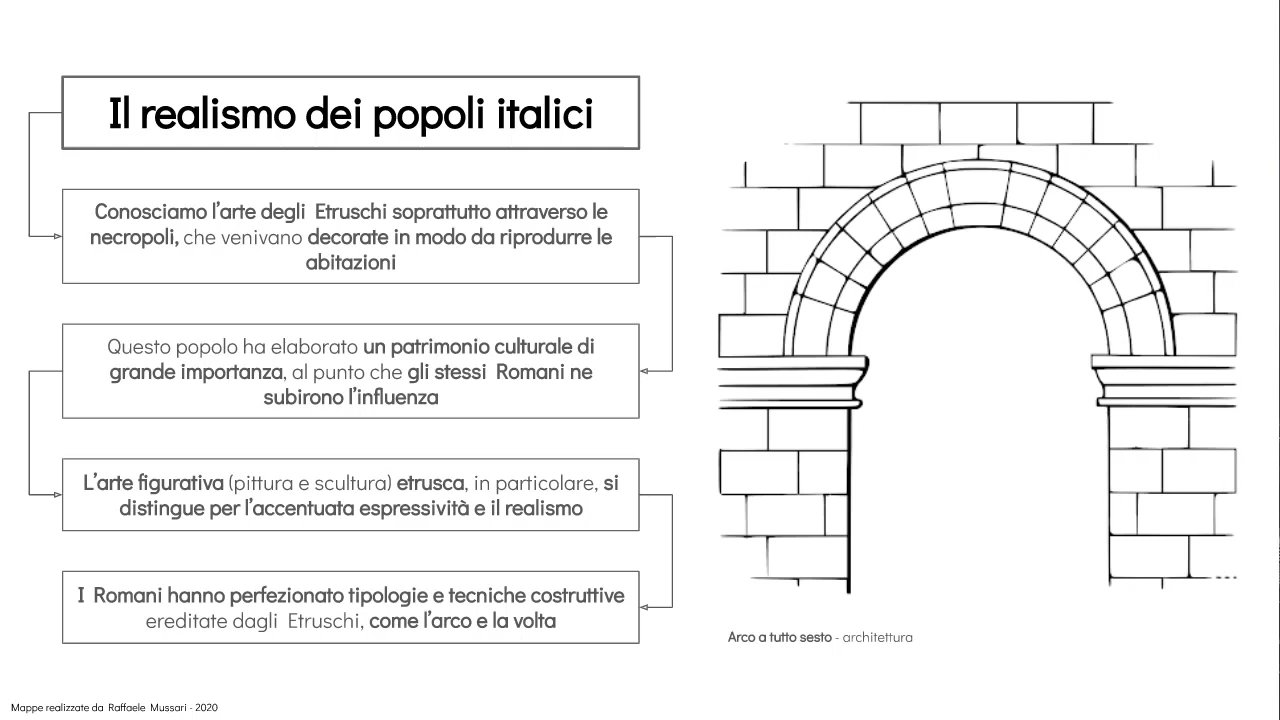 Il realismo dei popoli italici
Conosciamo l'arte degli Etruschi soprattutto attraverso le
necropoli, che venivano decorate in modo da riprodurre le
abitazioni
Questo popolo ha elaborato un patrimonio culturale di
grande importanza, al punto che gli stessi Romani ne
subirono l'influenza
L'arte figurativa (pittura e scultura) etrusca, in particolare, si
distingue per l'accentuata espressività e il realismo
I Romani hanno perfezionato tipologie e tecniche costruttive
ereditate dagli Etruschi, come l'arco e la volta
Arco a tutto sesto - architettura
Mappe realizzate da Raffaele Mussari - 2020